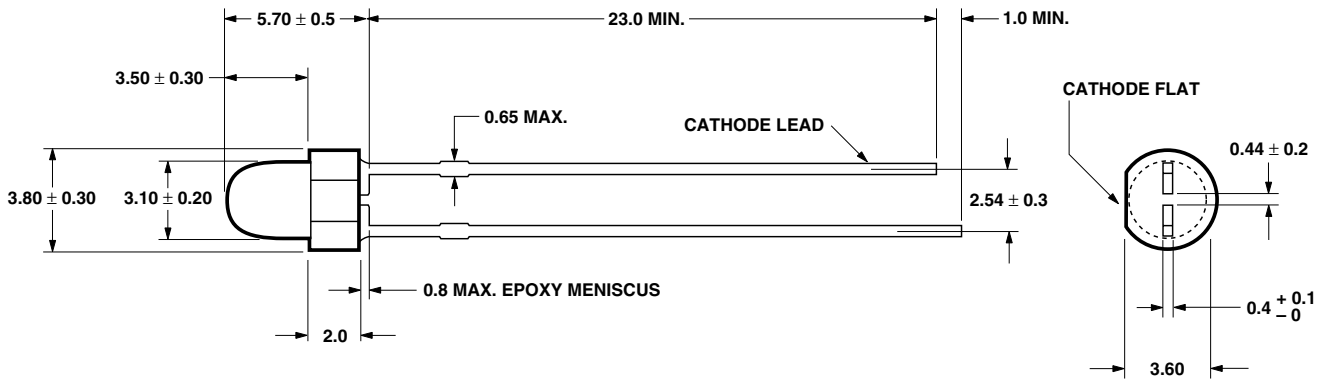 5.70 ± 0.5
23.0 MIN.
1.0 MIN.
3.50 ± 0.30
CATHODE FLAT
0.65 MAX.
CATHODE LEAD
0.44 ± 0.2
3.80 ± 0.30
3.10 ± 0.20
2.54 ± 0.3
0.8 MAX. EPOXY MENISCUS
0.4 + 0.1
– 0
2.0
3.60